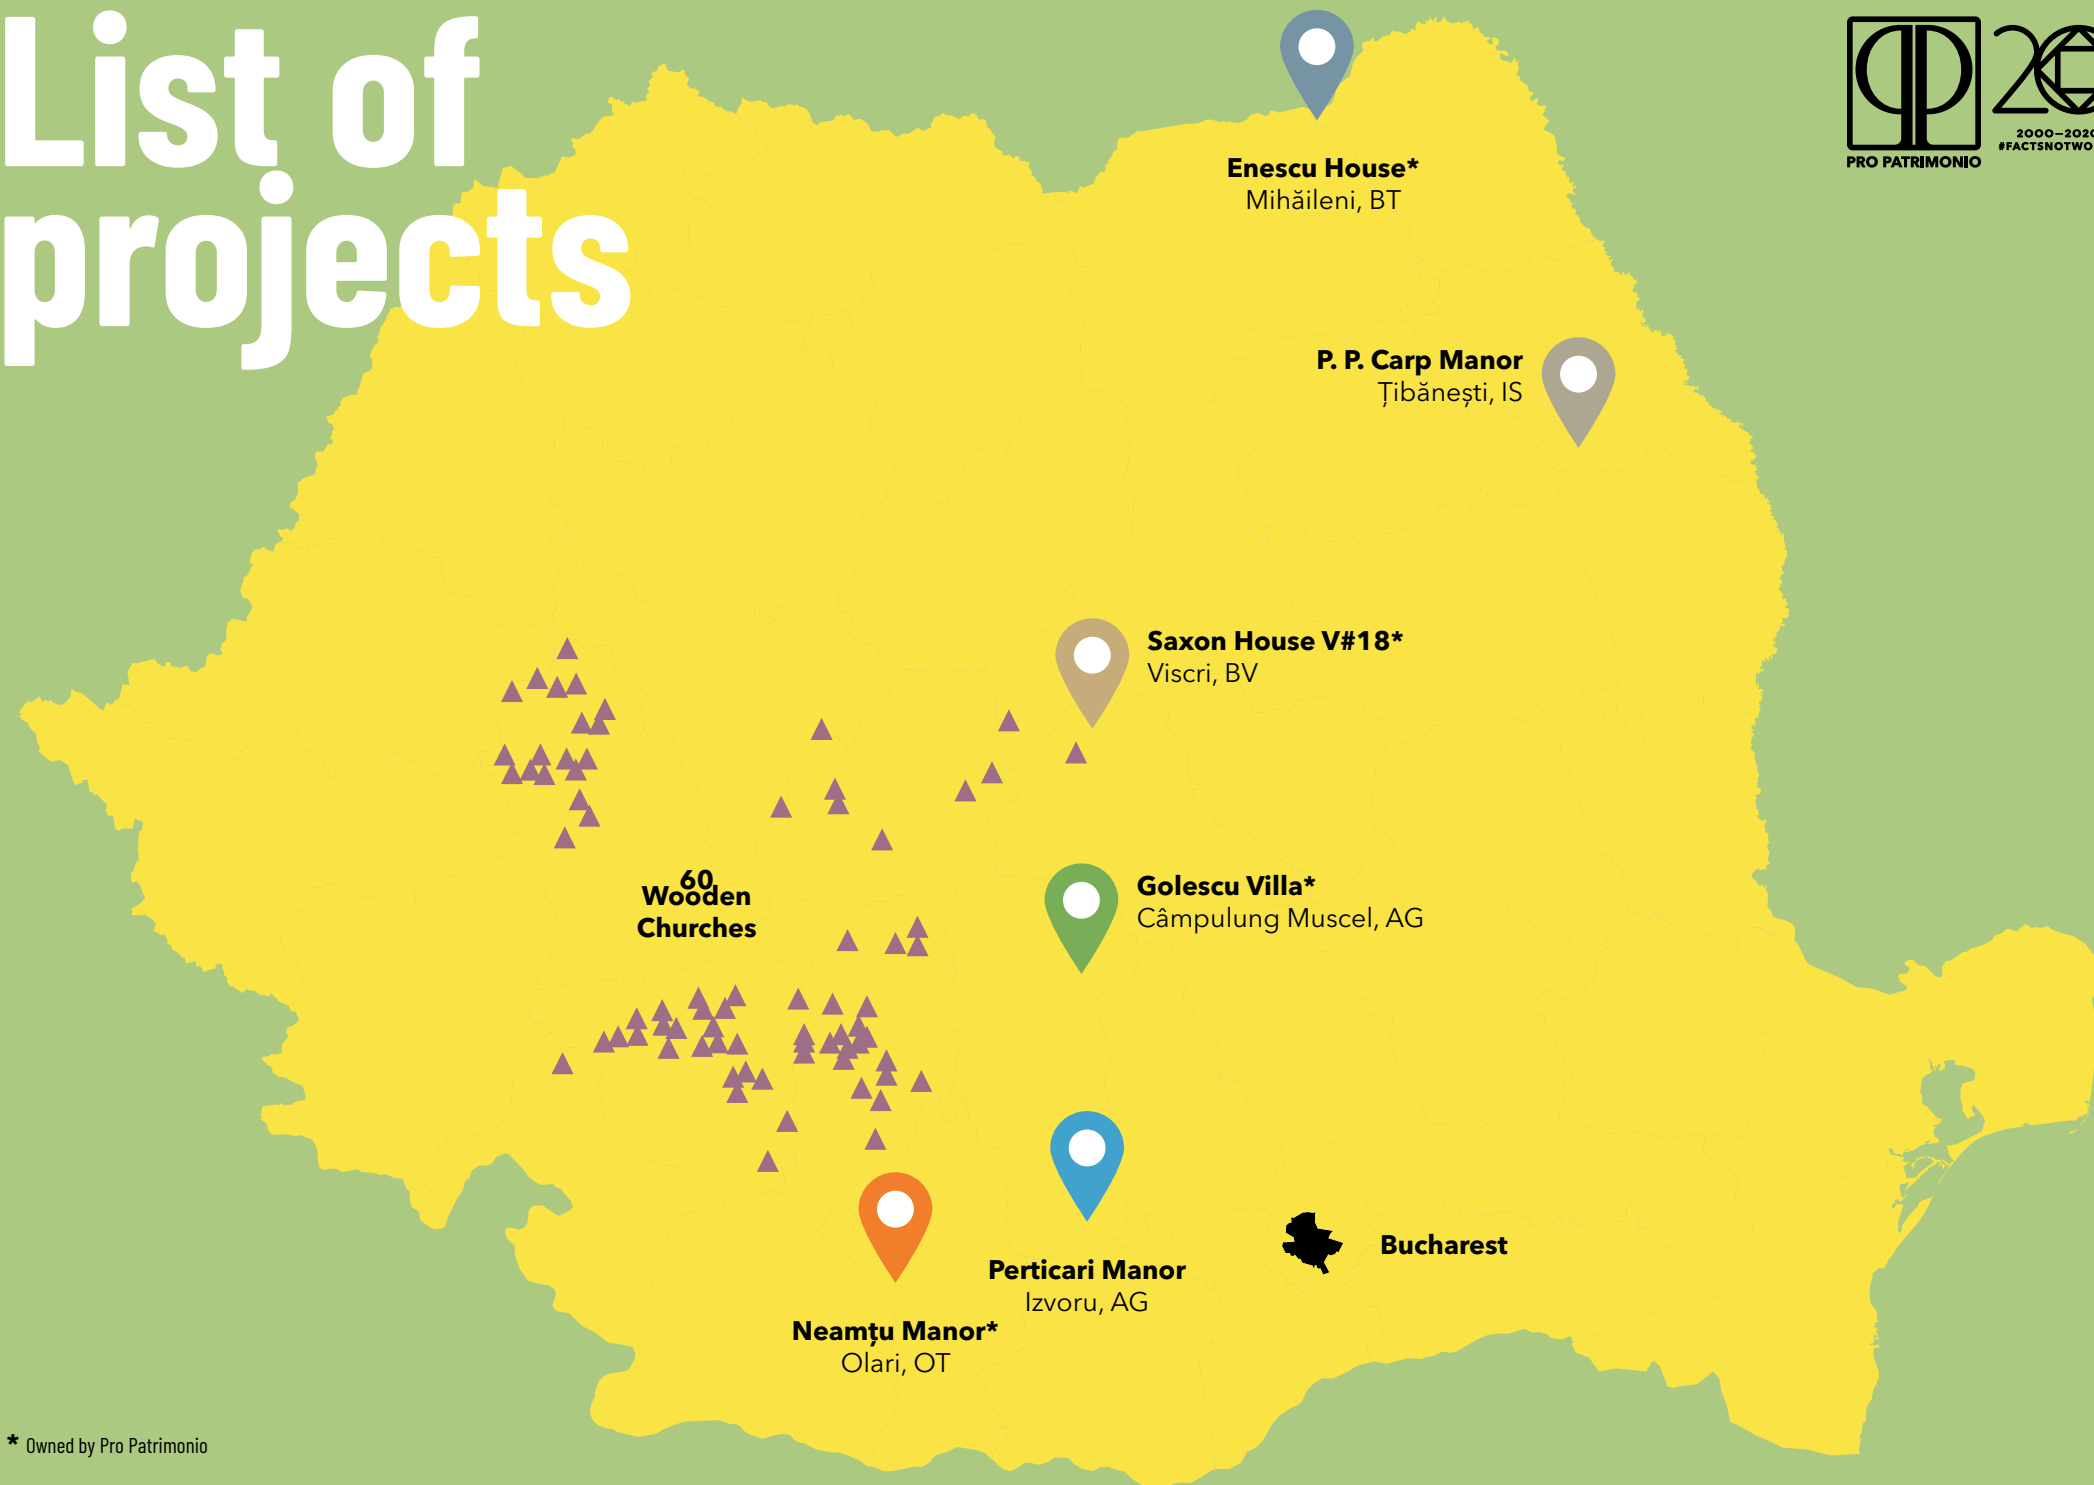 List of
projects
PRO PATRIMONIO
20
2000–2020
Enescu House*
Mihăileni, BT
P. P. Carp Manor
Țibănești, IS
Saxon House V#18*
Viscri, BV
60
Wooden
Churches
Golescu Villa*
Câmpulung Muscel, AG
Perticari Manor
Izvoru, AG
Bucharest
Neamțu Manor*
Olari, OT
* Owned by Pro Patrimonio